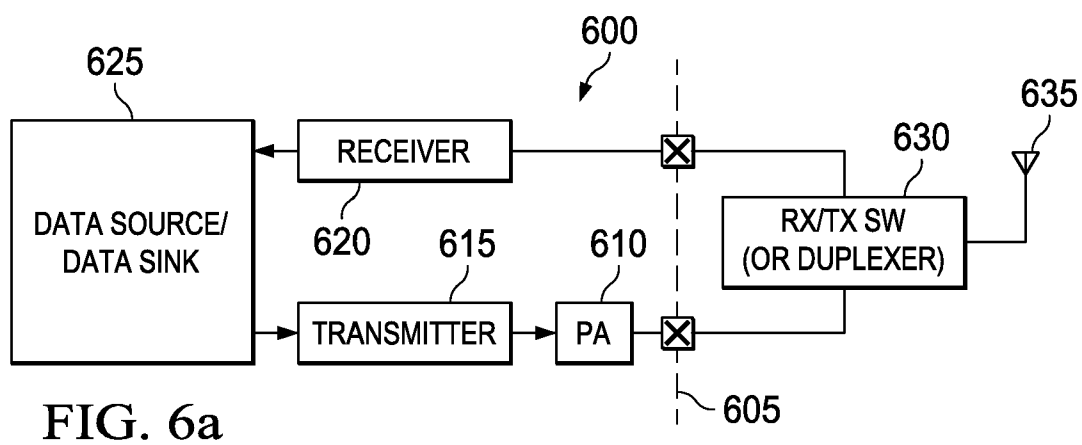 600
625
635
RECEIVER
630
DATA SOURCE/
DATA SINK
620
615
610
RX/TX SW
(OR DUPLEXER)
TRANSMITTER
PA
605
FIG. 6a